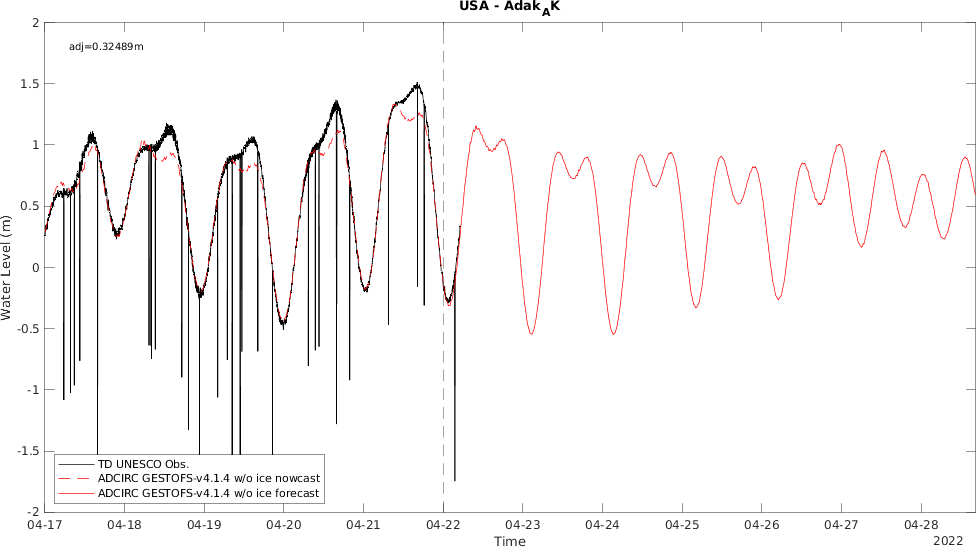 USA - AdakAK
adj=0.32489m
2
1.5
1
0.5
0
-0.5
-1
-1.5
-2
Water Level (m)
TD UNESCO Obs.
ADCIRC GESTOFS-v4.1.4 w/o ice nowcast
ADCIRC GESTOFS-v4.1.4 w/o ice forecast
04-17 04-18 04-19 04-20 04-21 04-22 04-23 04-24 04-25 04-26 04-27 04-28
Time
2022